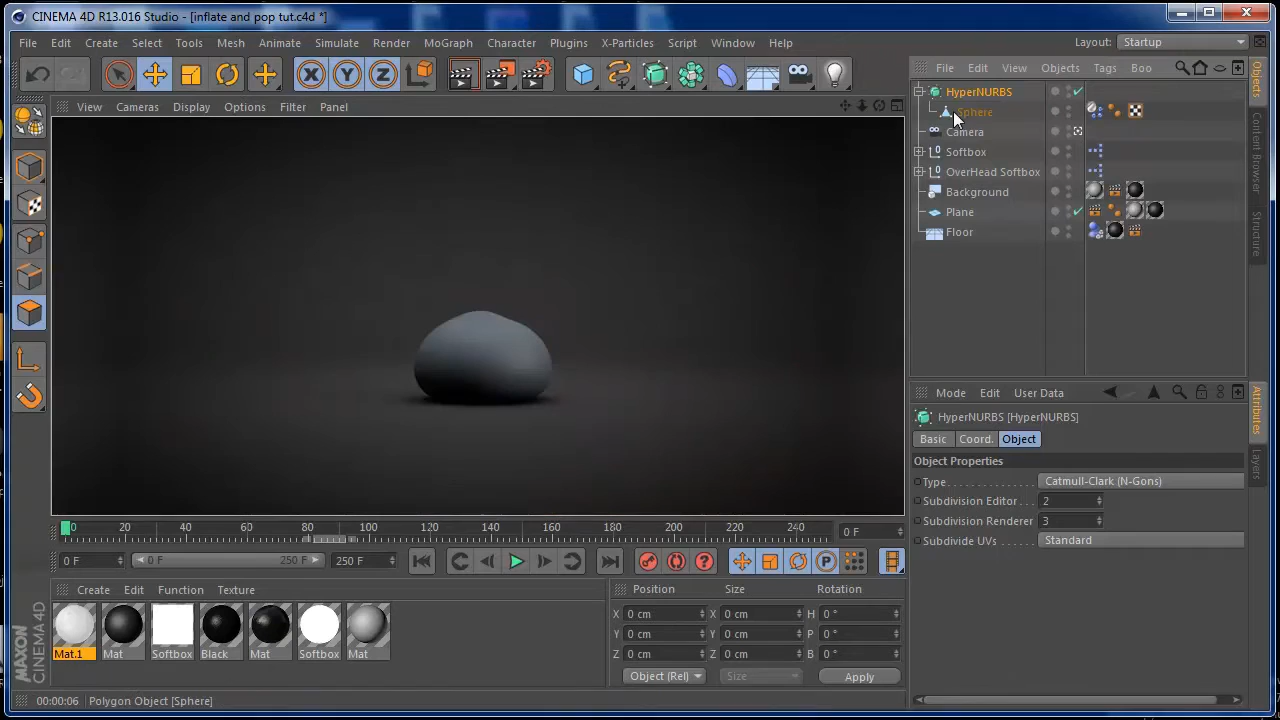 CINEMA 4D R13.016 Studio - [inflate and pop tut.c4d *]
File Edit Create Select Tools Mesh Animate Simulate Render MoGraph Character Plugins X-Particles Script Window Help Layout: Startup
X Y Z
File Edit View Objects Tags Boo
View Cameras Display Options Filter Panel
HyperNURBS
Sphere
Camera
Softbox
OverHead Softbox
Background
Plane
Floor
Objects
Content Browser
Structure
Mode Edit User Data
HyperNURBS [HyperNURBS]
Basic Coord. Object
Object Properties
Type Catmull-Clark (N-Gons)
Subdivision Editor 2
Subdivision Renderer 3
Subdivide UVs Standard
Attributes
Layers
0 20 40 60 80 100 120 140 160 180 200 220 240 0 F
0 F 0 F 250 F 250 F
P
Create Edit Function Texture
Mat.1 Mat Softbox Black Mat Softbox Mat
Position Size Rotation
X 0 cm X 0 cm H 0 °
Y 0 cm Y 0 cm P 0 °
Z 0 cm Z 0 cm B 0 °
Object (Rel) Size Apply
MAXON CINEMA 4D
00:00:06 Polygon Object [Sphere]